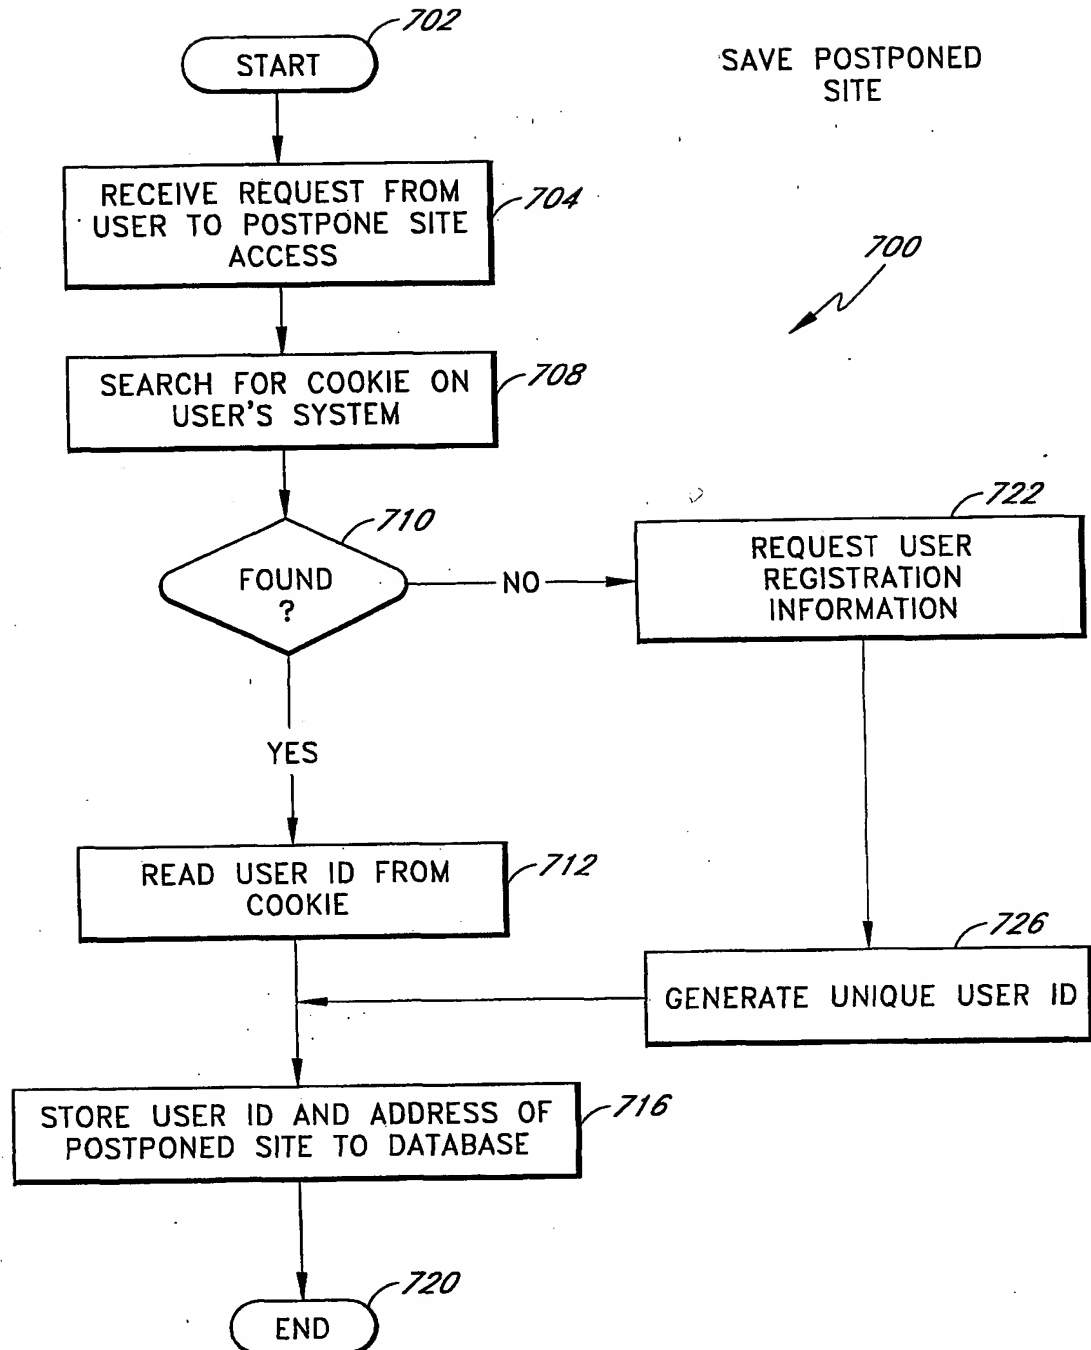 702
START
SAVE POSTPONED
SITE
RECEIVE REQUEST FROM
USER TO POSTPONE SITE
ACCESS
704
700
SEARCH FOR COOKIE ON
USER'S SYSTEM
708
710
FOUND
?
NO
722
REQUEST USER
REGISTRATION
INFORMATION
YES
READ USER ID FROM
COOKIE
712
726
GENERATE UNIQUE USER ID
STORE USER ID AND ADDRESS OF
POSTPONED SITE TO DATABASE
716
720
END